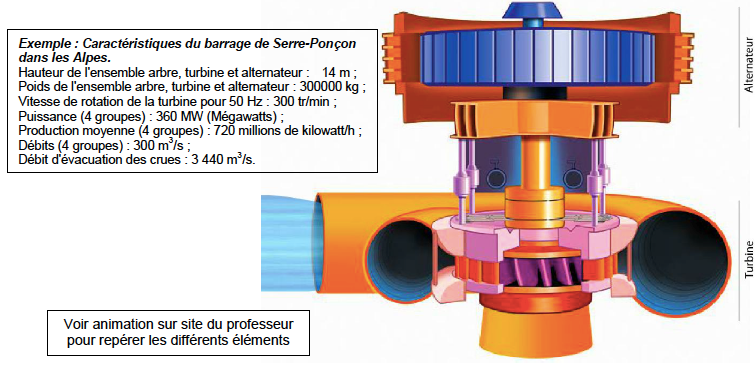 Exemple : Caractéristiques du barrage de Serre-Ponçon
dans les Alpes.
Hauteur de l'ensemble arbre, turbine et alternateur : 14 m ;
Poids de l'ensemble arbre, turbine et alternateur : 300000 kg ;
Vitesse de rotation de la turbine pour 50 Hz : 300 tr/min ;
Puissance (4 groupes) : 360 MW (Mégawatts) ;
Production moyenne (4 groupes) : 720 millions de kilowatt/h ;
Débits (4 groupes) : 300 m³/s ;
Débit d'évacuation des crues : 3 440 m³/s.
Alternateur
Turbine
Voir animation sur site du professeur
pour repérer les différents éléments